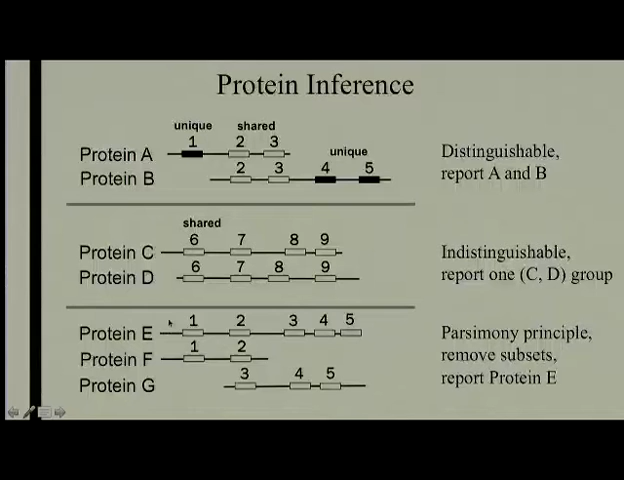 Protein Inference
unique shared
1 2 3
Protein A
unique
2 3 4 5
Protein B
Distinguishable,
report A and B
shared
6 7 8 9
Protein C
6 7 8 9
Protein D
Indistinguishable,
report one (C, D) group
1 2 3 4 5
Protein E
1 2
Protein F
3 4 5
Protein G
Parsimony principle,
remove subsets,
report Protein E